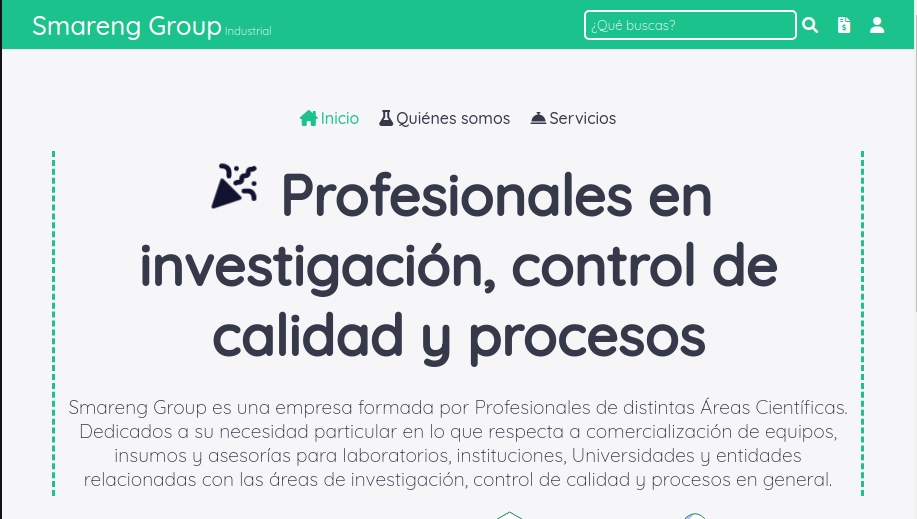 Smareng Group Industrial
¿Qué buscas?
Inicio Quiénes somos Servicios
Profesionales en
investigación, control de
calidad y procesos
Smareng Group es una empresa formada por Profesionales de distintas Áreas Científicas.
Dedicados a su necesidad particular en lo que respecta a comercialización de equipos,
insumos y asesorías para laboratorios, instituciones, Universidades y entidades
relacionadas con las áreas de investigación, control de calidad y procesos en general.